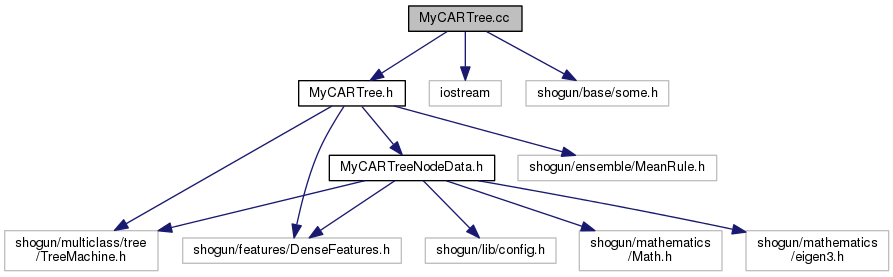 MyCARTree.cc
MyCARTree.h
iostream
shogun/base/some.h
MyCARTreeNodeData.h
shogun/ensemble/MeanRule.h
shogun/multiclass/tree
/TreeMachine.h
shogun/features/DenseFeatures.h
shogun/lib/config.h
shogun/mathematics
/Math.h
shogun/mathematics
/eigen3.h